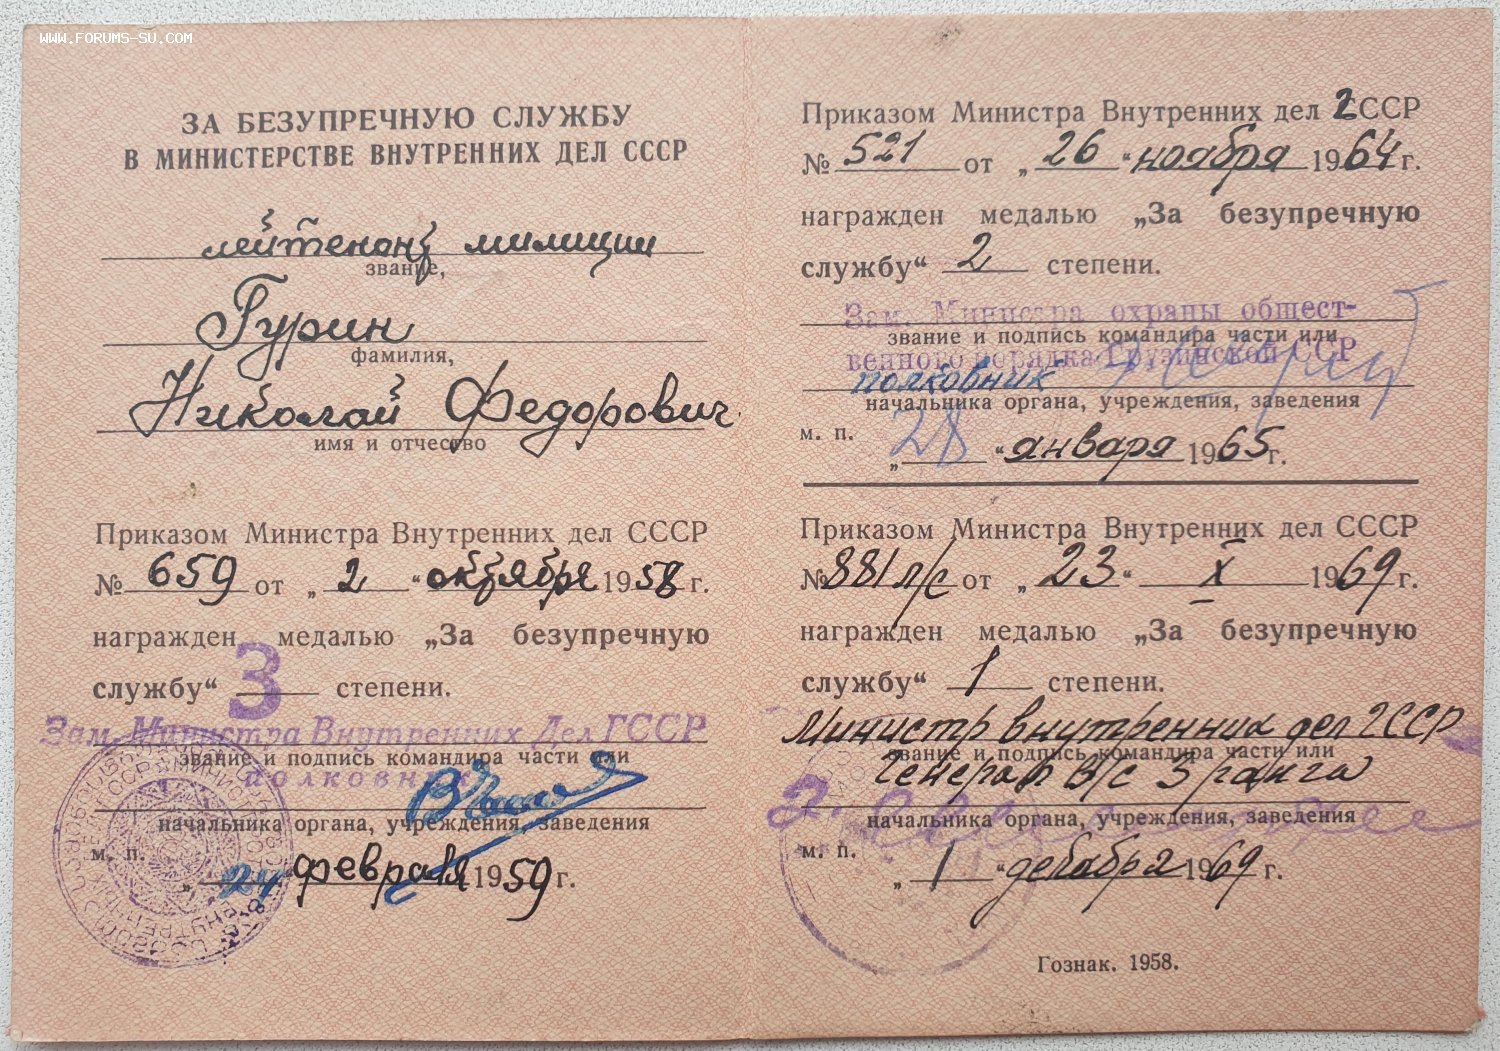 WWW.FORUMS-SU.COM
ЗА БЕЗУПРЕЧНУЮ СЛУЖБУ
В МИНИСТЕРСТВЕ ВНУТРЕННИХ ДЕЛ СССР
лейтенант милиции
звание,
Гурин
фамилия,
Николай Федорович
имя и отчество
Приказом Министра Внутренних дел СССР
№ 659 от „ 2 “ октября 1958 г.
награжден медалью „За безупречную
службу“ 3 степени.
Зам. Министра Внутренних Дел ГССР
звание и подпись командира части или
полковник
начальника органа, учреждения, заведения
м. п.
„ 24 “ февраля 1959 г.
Приказом Министра Внутренних дел ГССР
№ 521 от „ 26 “ ноября 1964 г.
награжден медалью „За безупречную
службу“ 2 степени.
Зам. Министра охраны общест-
звание и подпись командира части или
венного порядка Грузинской ССР
полковник
начальника органа, учреждения, заведения
м. п.
„ 28 “ января 1965 г.
Приказом Министра Внутренних дел СССР
№ 881 л/с от „ 23 “ X 1969 г.
награжден медалью „За безупречную
службу“ 1 степени.
Министр внутренних дел ГССР
звание и подпись командира части или
Генерал в/с 3 ранга
начальника органа, учреждения, заведения
м. п.
„ 1 “ декабря 1969 г.
Гознак. 1958.